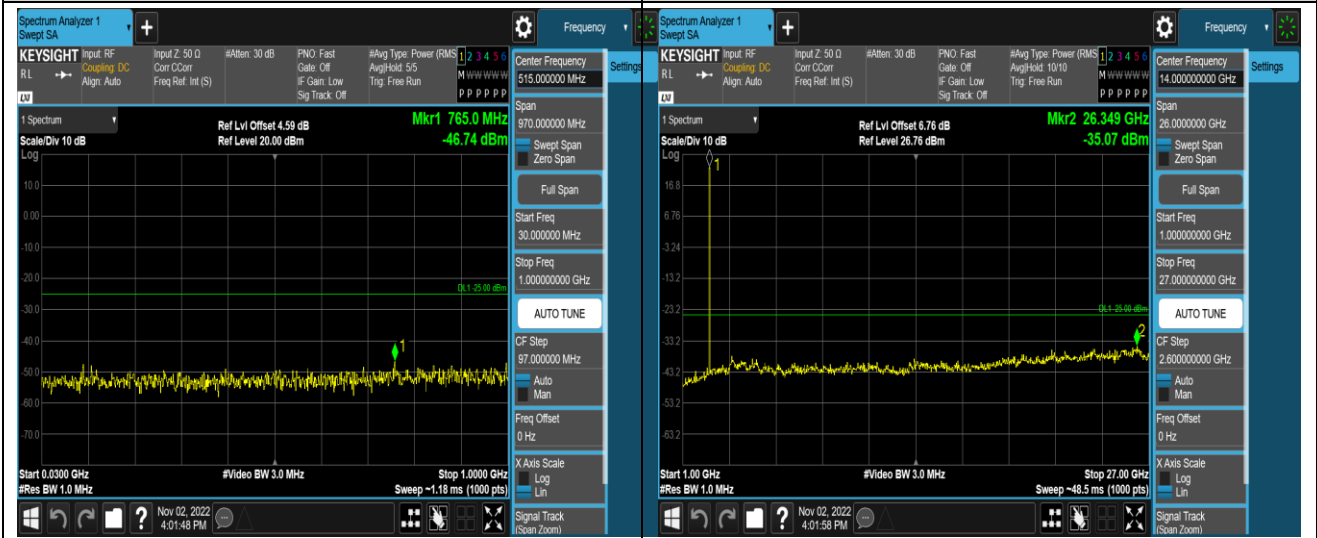 Spectrum Analyzer 1
Swept SA
+
Frequency
KEYSIGHT
RL
LXI
Input: RF
Coupling: DC
Align: Auto
Input Z: 50 Ω
Corr CCorr
Freq Ref: Int (S)
#Atten: 30 dB
PNO: Fast
Gate: Off
IF Gain: Low
Sig Track: Off
#Avg Type: Power (RMS
Avg|Hold: 5/5
Trig: Free Run
1 2 3 4 5 6
M W W W W W
P P P P P P
1 Spectrum
Scale/Div 10 dB
Log
Ref Lvl Offset 4.59 dB
Ref Level 20.00 dBm
Mkr1 765.0 MHz
-46.74 dBm
10.0
0.00
-10.0
-20.0
-30.0
-40.0
-50.0
-60.0
-70.0
DL1 -25.00 dBm
1
Start 0.0300 GHz
#Res BW 1.0 MHz
#Video BW 3.0 MHz
Stop 1.0000 GHz
Sweep ~1.18 ms (1000 pts)
Center Frequency
515.000000 MHz
Settings
Span
970.000000 MHz
Swept Span
Zero Span
Full Span
Start Freq
30.000000 MHz
Stop Freq
1.000000000 GHz
AUTO TUNE
CF Step
97.000000 MHz
Auto
Man
Freq Offset
0 Hz
X Axis Scale
Log
Lin
Signal Track
(Span Zoom)
?
Nov 02, 2022
4:01:48 PM
Spectrum Analyzer 1
Swept SA
+
Frequency
KEYSIGHT
RL
LXI
Input: RF
Coupling: DC
Align: Auto
Input Z: 50 Ω
Corr CCorr
Freq Ref: Int (S)
#Atten: 30 dB
PNO: Fast
Gate: Off
IF Gain: Low
Sig Track: Off
#Avg Type: Power (RMS
Avg|Hold: 10/10
Trig: Free Run
1 2 3 4 5 6
M W W W W W
P P P P P P
1 Spectrum
Scale/Div 10 dB
Log
Ref Lvl Offset 6.76 dB
Ref Level 26.76 dBm
Mkr2 26.349 GHz
-35.07 dBm
1
16.8
6.76
-3.24
-13.2
-23.2
-33.2
-43.2
-53.2
-63.2
DL1 -25.00 dBm
2
Start 1.00 GHz
#Res BW 1.0 MHz
#Video BW 3.0 MHz
Stop 27.00 GHz
Sweep ~48.5 ms (1000 pts)
Center Frequency
14.000000000 GHz
Settings
Span
26.0000000 GHz
Swept Span
Zero Span
Full Span
Start Freq
1.000000000 GHz
Stop Freq
27.000000000 GHz
AUTO TUNE
CF Step
2.600000000 GHz
Auto
Man
Freq Offset
0 Hz
X Axis Scale
Log
Lin
Signal Track
(Span Zoom)
?
Nov 02, 2022
4:01:58 PM